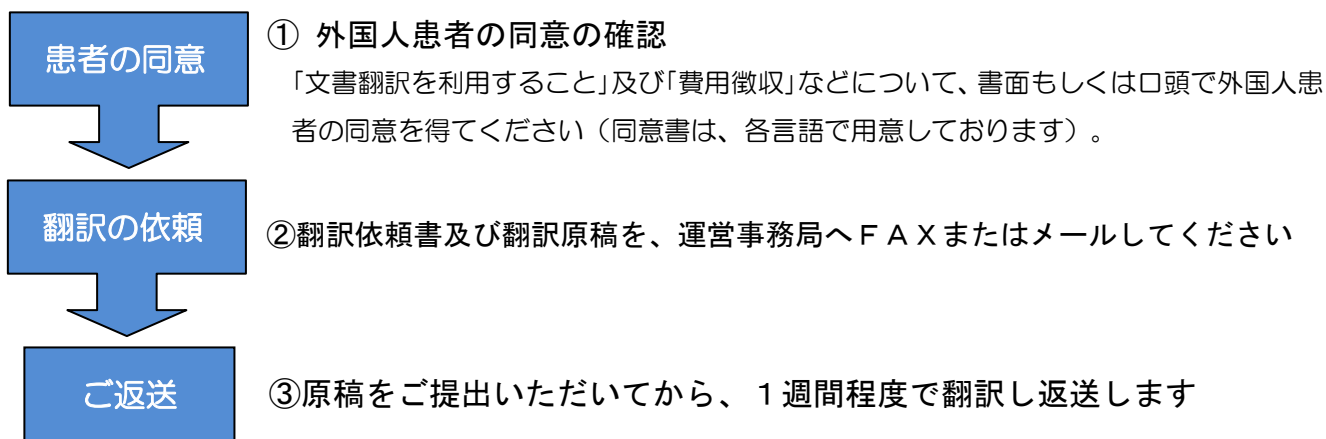 患者の同意
① 外国人患者の同意の確認
「文書翻訳を利用すること」及び「費用徴収」などについて、書面もしくは口頭で外国人患
者の同意を得てください（同意書は、各言語で用意しております）。
翻訳の依頼
②翻訳依頼書及び翻訳原稿を、運営事務局へＦＡＸまたはメールしてください
ご返送
③原稿をご提出いただいてから、１週間程度で翻訳し返送します